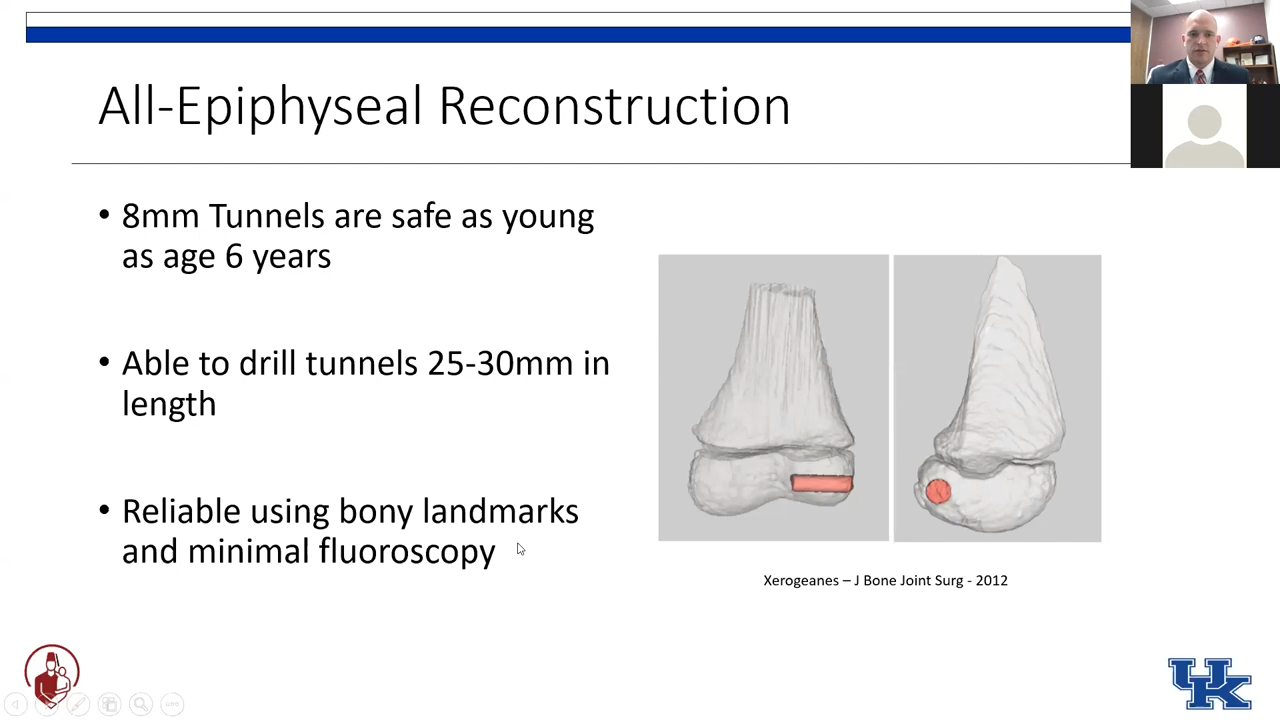 All-Epiphyseal Reconstruction
• 8mm Tunnels are safe as young
as age 6 years
• Able to drill tunnels 25-30mm in
length
• Reliable using bony landmarks
and minimal fluoroscopy
Xerogeanes – J Bone Joint Surg - 2012
UK